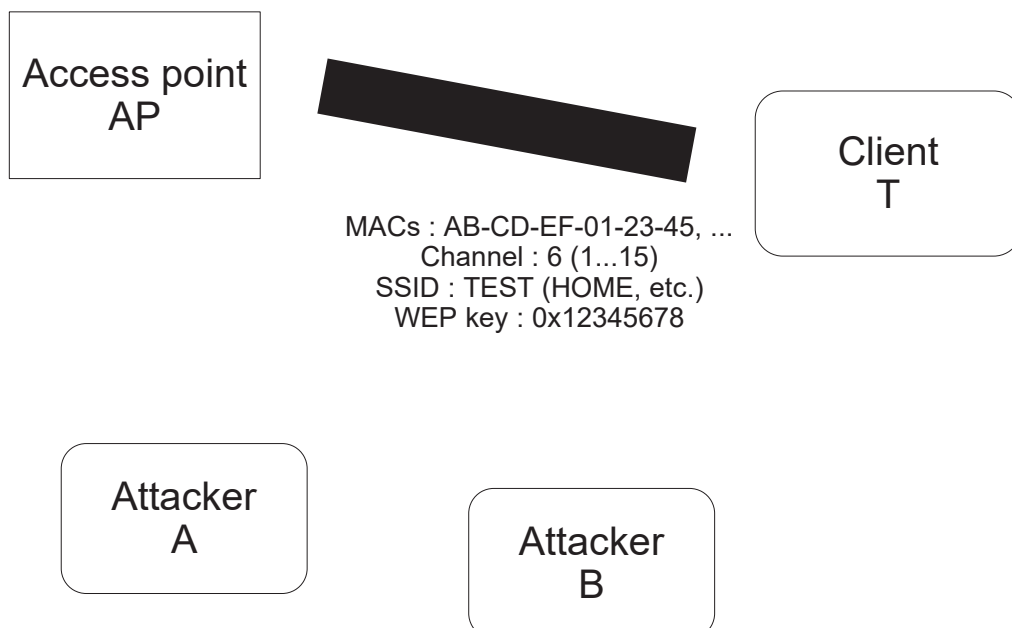 Access point
AP
Client
T
MACs : AB-CD-EF-01-23-45, ...
Channel : 6 (1...15)
SSID : TEST (HOME, etc.)
WEP key : 0x12345678
Attacker
A
Attacker
B